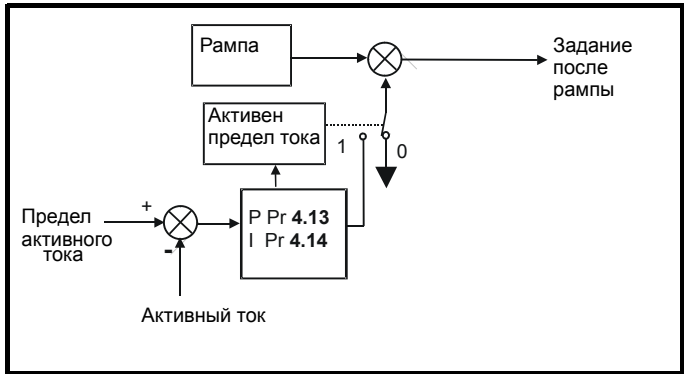 Рампа
Задание
после
рампы
Активен
предел тока
1
0
+
P Pr 4.13
I Pr 4.14
Предел
активного
тока
-
Активный ток